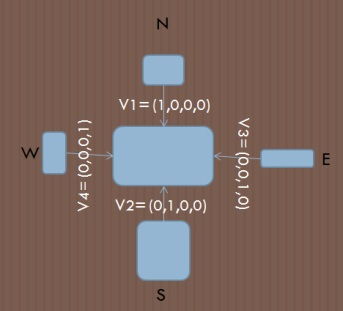 N
V1=(1,0,0,0)
W
V4=(0,0,0,1)
V3=(0,0,1,0)
E
V2=(0,1,0,0)
S